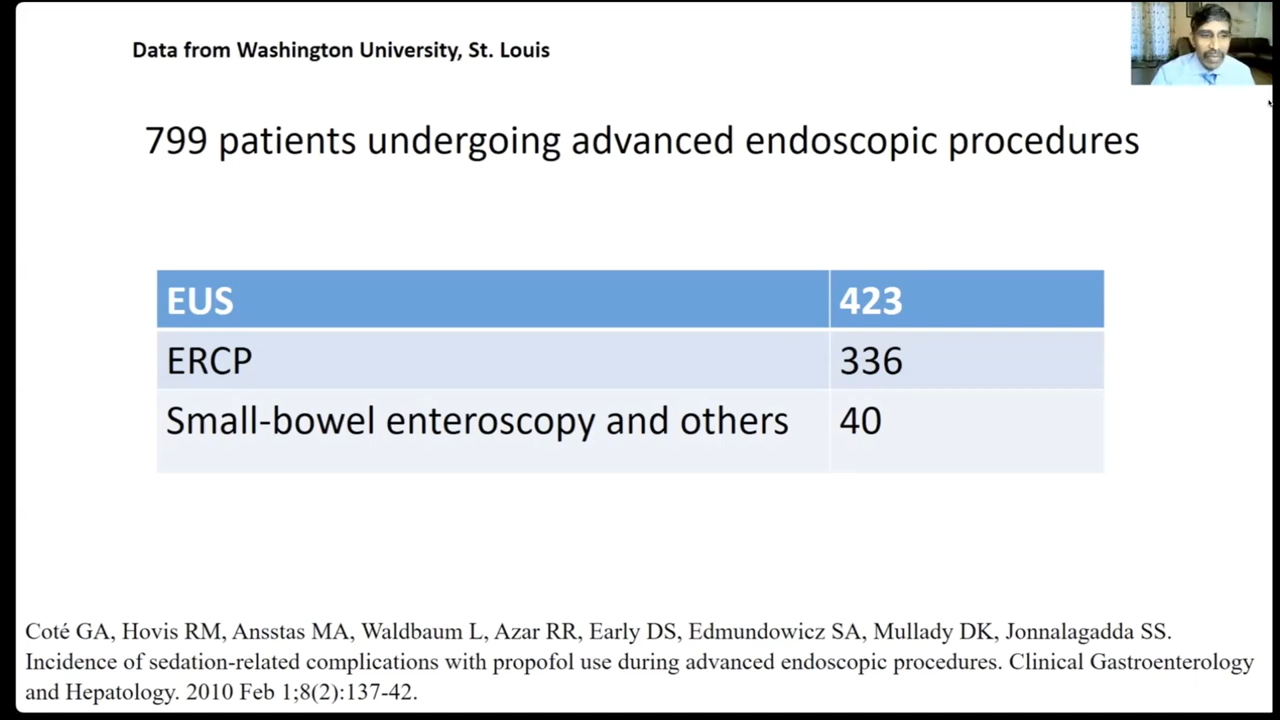 Data from Washington University, St. Louis
799 patients undergoing advanced endoscopic procedures
EUS 423
ERCP 336
Small-bowel enteroscopy and others 40
Coté GA, Hovis RM, Ansstas MA, Waldbaum L, Azar RR, Early DS, Edmundowicz SA, Mullady DK, Jonnalagadda SS.
Incidence of sedation-related complications with propofol use during advanced endoscopic procedures. Clinical Gastroenterology
and Hepatology. 2010 Feb 1;8(2):137-42.